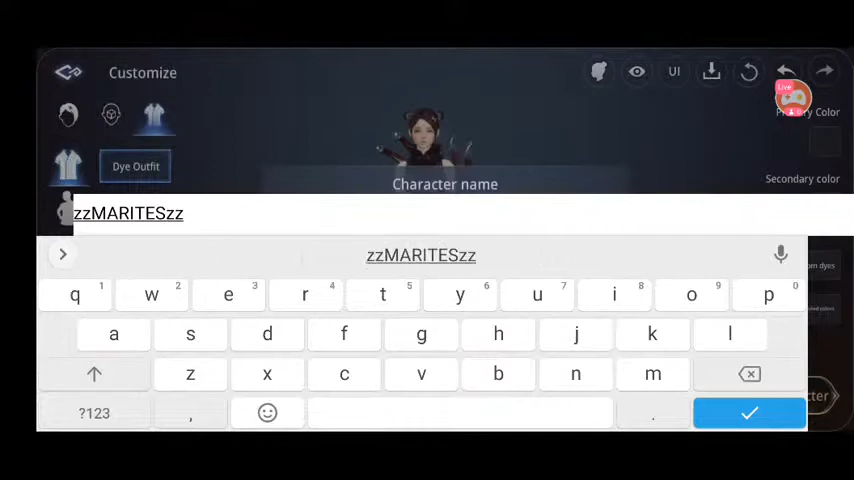 Customize
UI
Live
Primary Color
Dye Outfit
Secondary color
Character name
zzMARITESzz
zzMARITESzz
q 1 w 2 e 3 r 4 t 5 y 6 u 7 i 8 o 9 p 0
a s d f g h j k l
z x c v b n m
?123 , .